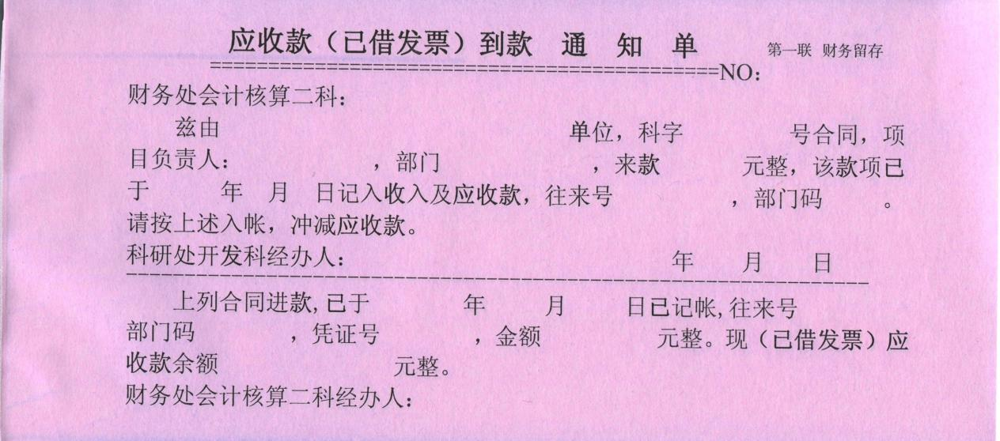 应收款（已借发票）到款 通 知 单 第一联 财务留存
============================================NO：
财务处会计核算二科：
兹由 单位，科字 号合同，项
目负责人： ，部门 ，来款 元整，该款项已
于 年 月 日记入收入及应收款，往来号 ，部门码 。
请按上述入帐，冲减应收款。
科研处开发科经办人： 年 月 日
上列合同进款,已于 年 月 日已记帐,往来号
部门码 ，凭证号 ，金额 元整。现（已借发票）应
收款余额 元整。
财务处会计核算二科经办人：